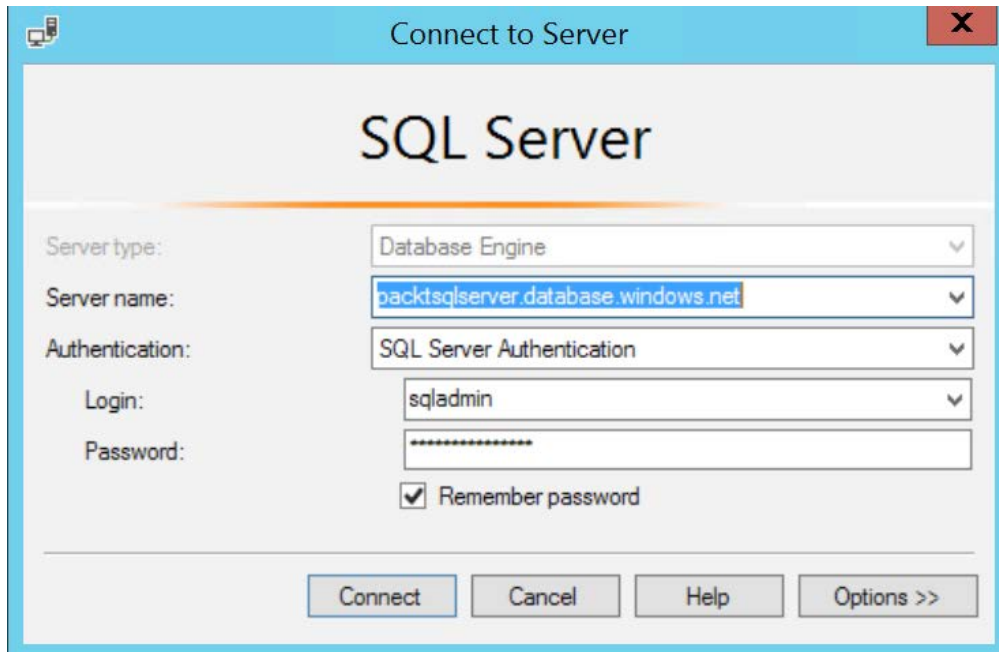 Connect to Server
X
SQL Server
Server type: Database Engine
Server name: packtsqlserver.database.windows.net
Authentication: SQL Server Authentication
Login: sqladmin
Password: ***************
Remember password
Connect Cancel Help Options >>